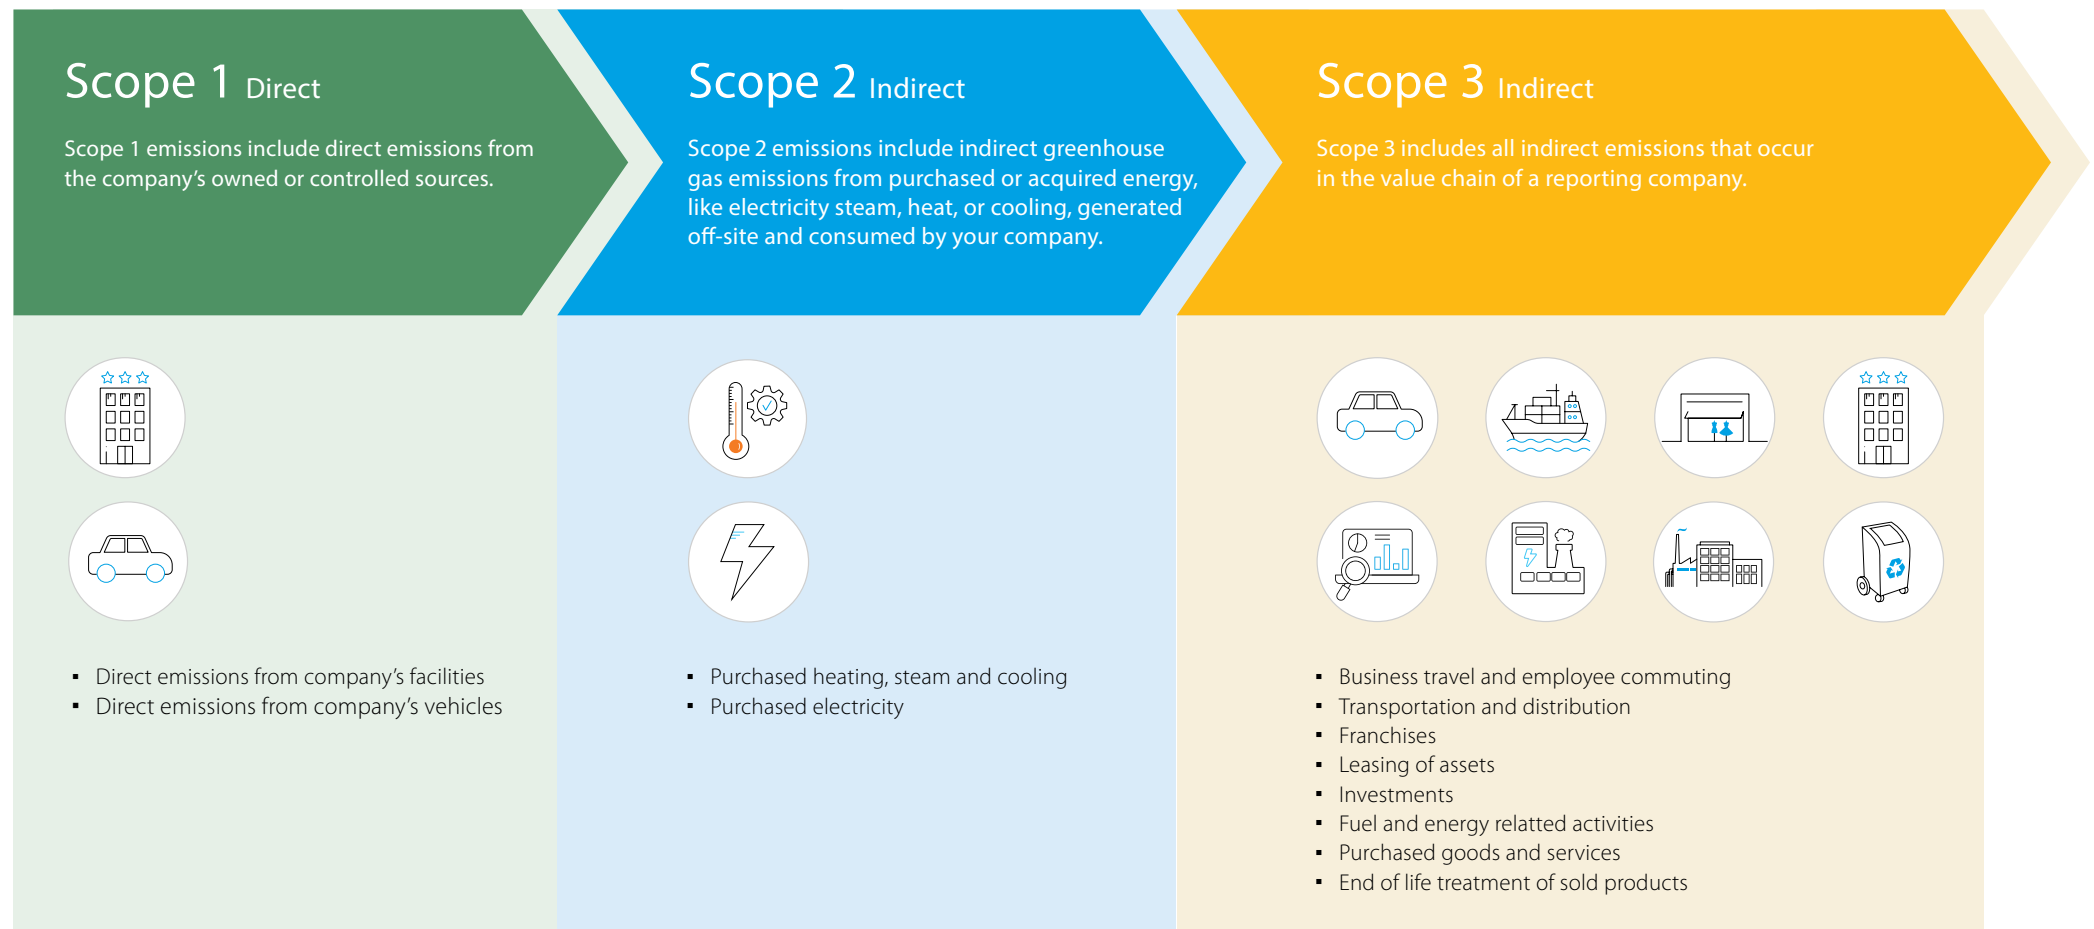 Scope 1 Direct
Scope 1 emissions include direct emissions from
the company's owned or controlled sources.
Scope 2 Indirect
Scope 2 emissions include indirect greenhouse
gas emissions from purchased or acquired energy,
like electricity steam, heat, or cooling, generated
off-site and consumed by your company.
Scope 3 Indirect
Scope 3 includes all indirect emissions that occur
in the value chain of a reporting company.
▪ Direct emissions from company's facilities
▪ Direct emissions from company's vehicles
▪ Purchased heating, steam and cooling
▪ Purchased electricity
▪ Business travel and employee commuting
▪ Transportation and distribution
▪ Franchises
▪ Leasing of assets
▪ Investments
▪ Fuel and energy relatted activities
▪ Purchased goods and services
▪ End of life treatment of sold products